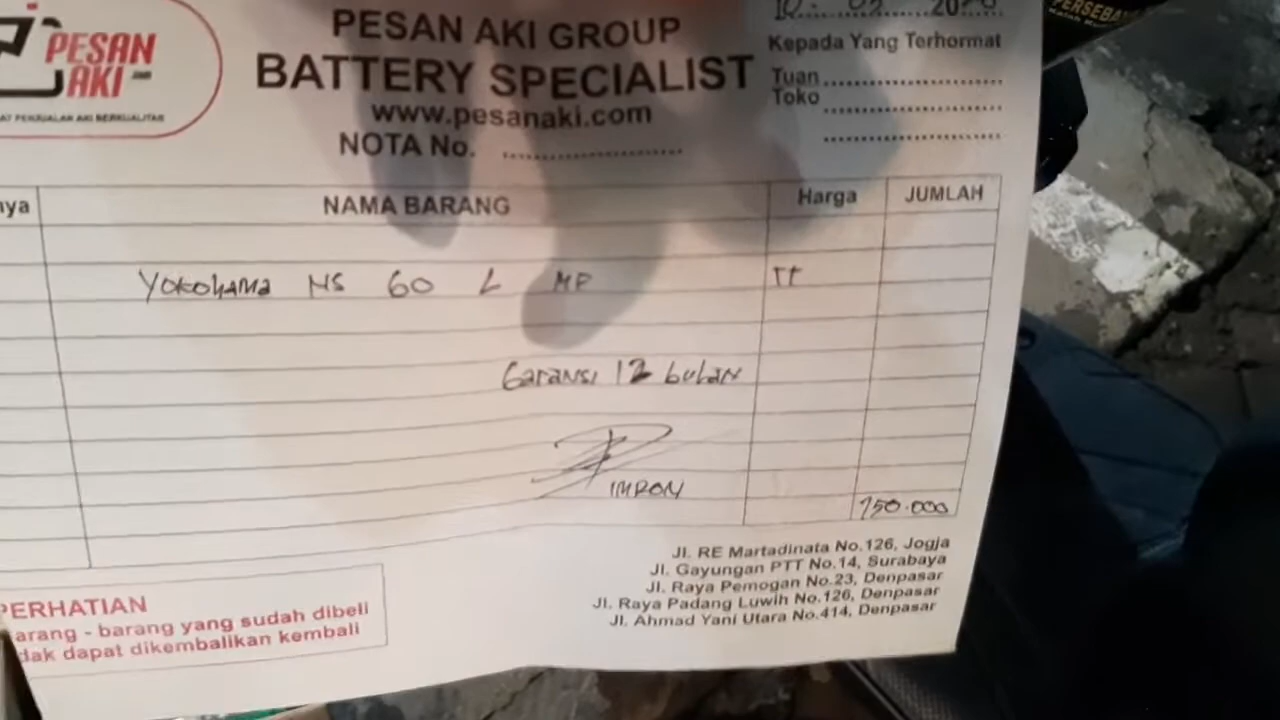 PESAN
AKI
PESAN AKI GROUP
BATTERY SPECIALIST
www.pesanaki.com
NOTA No.
Kepada Yang Terhormat
Tuan
Toko
NAMA BARANG Harga JUMLAH
Yokohama NS 60 L MF TT
Garansi 12 bulan
IMRON
750.000
Jl. RE Martadinata No.126, Jogja
Jl. Gayungan PTT No.14, Surabaya
Jl. Raya Pemogan No.23, Denpasar
Jl. Raya Padang Luwih No.126, Denpasar
Jl. Ahmad Yani Utara No.414, Denpasar
PERHATIAN
arang - barang yang sudah dibeli
dak dapat dikembalikan kembali